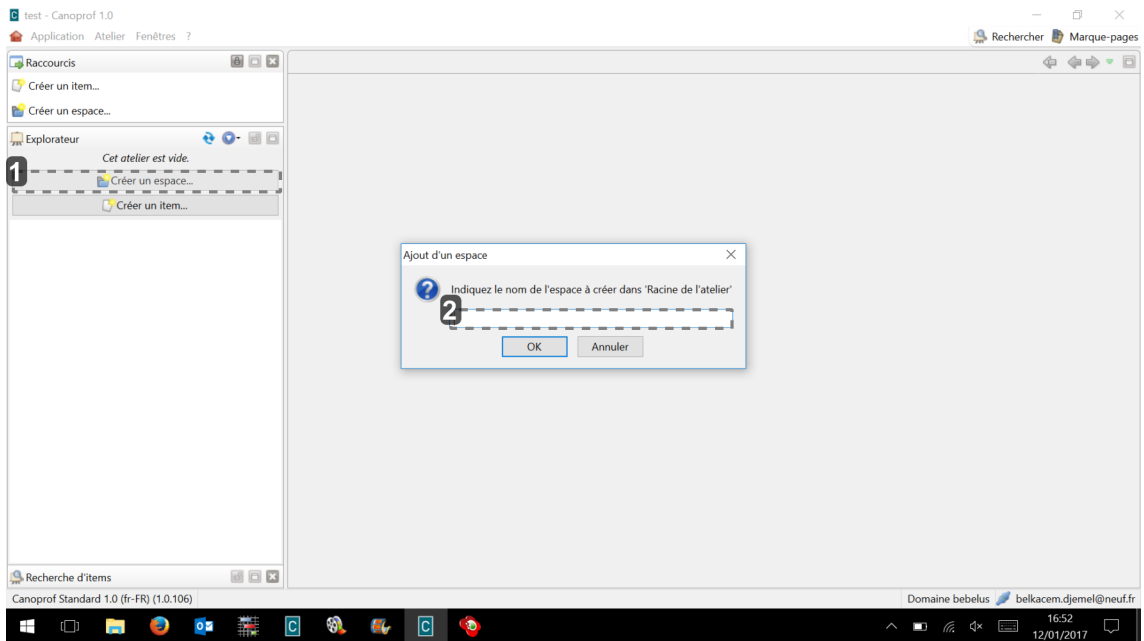 test - Canoprof 1.0
Application Atelier Fenêtres ?
Rechercher Marque-pages
Raccourcis
Créer un item...
Créer un espace...
Explorateur
Cet atelier est vide.
1
Créer un espace...
Créer un item...
Ajout d'un espace
Indiquez le nom de l'espace à créer dans 'Racine de l'atelier'
2
OK Annuler
Recherche d'items
Canoprof Standard 1.0 (fr-FR) (1.0.106)
Domaine bebelus belkacem.djemel@neuf.fr
16:52
12/01/2017